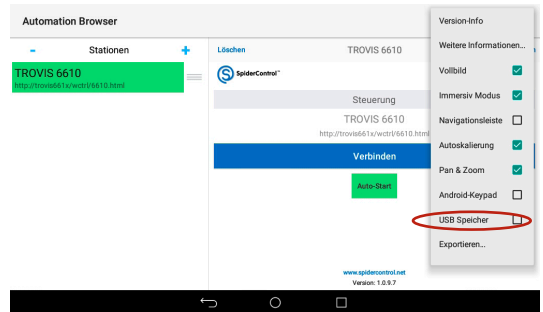 Automation Browser
- Stationen +
TROVIS 6610
http://trovis661x/wctrl/6610.html
Löschen TROVIS 6610
SpiderControl™
Steuerung
TROVIS 6610
http://trovis661x/wctrl/6610.html
Verbinden
Auto-Start
www.spidercontrol.net
Version: 1.0.9.7
Version-Info
Weitere Informationen...
Vollbild
Immersiv Modus
Navigationsleiste
Autoskalierung
Pan & Zoom
Android-Keypad
USB Speicher
Exportieren...